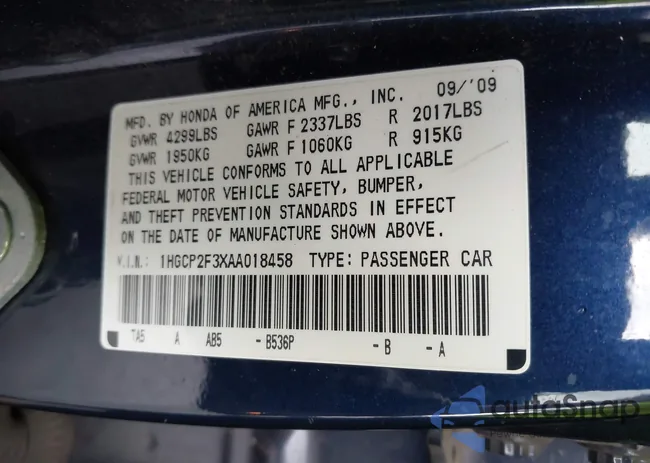 MFD. BY HONDA OF AMERICA MFG., INC. 09/'09
GVWR 4299LBS GAWR F 2337LBS R 2017LBS
GVWR 1950KG GAWR F 1060KG R 915KG
THIS VEHICLE CONFORMS TO ALL APPLICABLE
FEDERAL MOTOR VEHICLE SAFETY, BUMPER,
AND THEFT PREVENTION STANDARDS IN EFFECT
ON THE DATE OF MANUFACTURE SHOWN ABOVE.
V.I.N.: 1HGCP2F3XAA018458 TYPE: PASSENGER CAR
TA5 A AB5 - B536P - B - A
autoSnap